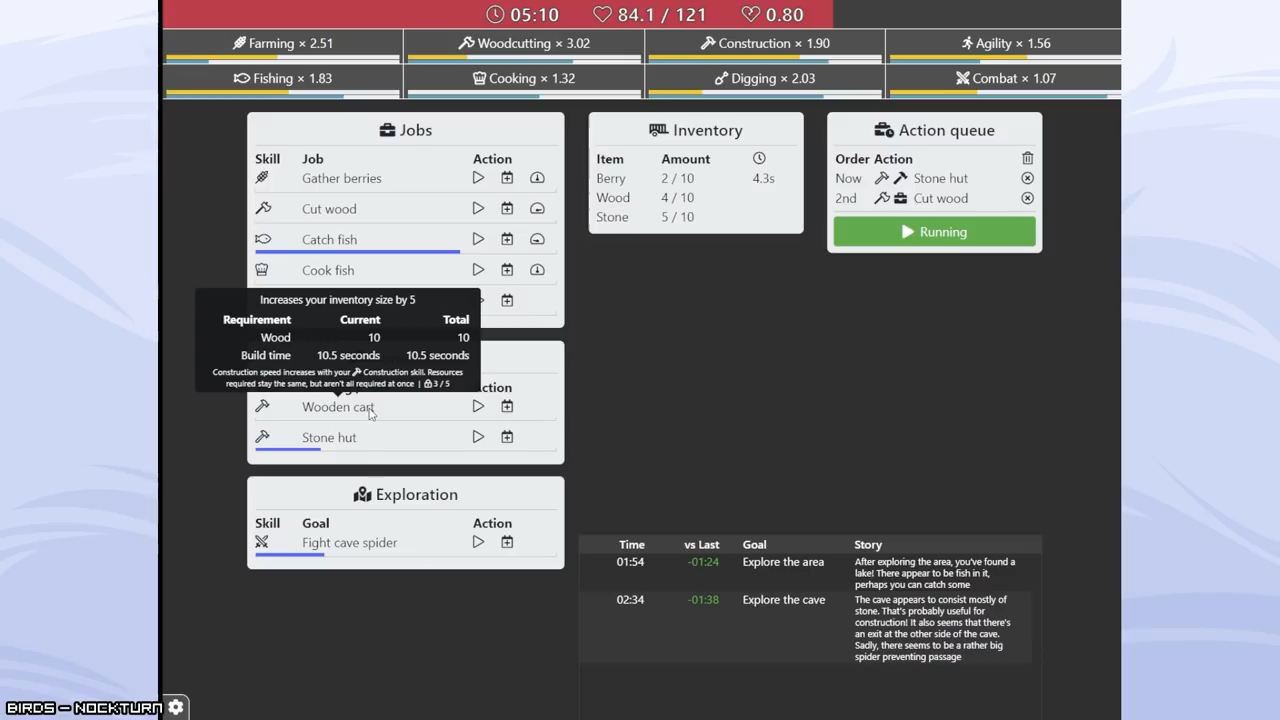 05:10 84.1 / 121 0.80
Farming × 2.51 Woodcutting × 3.02 Construction × 1.90 Agility × 1.56
Fishing × 1.83 Cooking × 1.32 Digging × 2.03 Combat × 1.07
Jobs
Skill Job Action
Gather berries
Cut wood
Catch fish
Cook fish
Increases your inventory size by 5
Requirement Current Total
Wood 10 10
Build time 10.5 seconds 10.5 seconds
Construction speed increases with your Construction skill. Resources
required stay the same, but aren't all required at once | 3 / 5
Wooden cart
Stone hut
Exploration
Skill Goal Action
Fight cave spider
Inventory
Item Amount
Berry 2 / 10 4.3s
Wood 4 / 10
Stone 5 / 10
Action queue
Order Action
Now Stone hut
2nd Cut wood
Running
Time vs Last Goal Story
01:54 -01:24 Explore the area After exploring the area, you've found a
lake! There appear to be fish in it,
perhaps you can catch some
02:34 -01:38 Explore the cave The cave appears to consist mostly of
stone. That's probably useful for
construction! It also seems that there's
an exit at the other side of the cave.
Sadly, there seems to be a rather big
spider preventing passage
BIRDS – NOCKTURN